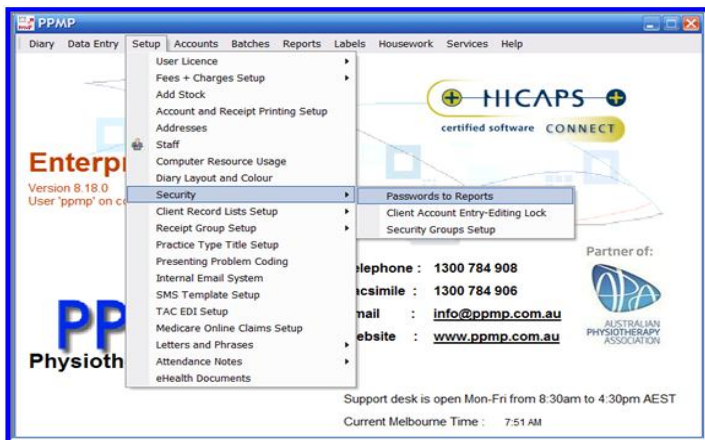 PPMP
Diary Data Entry Setup Accounts Batches Reports Labels Housework Services Help
User Licence
Fees + Charges Setup
Add Stock
Account and Receipt Printing Setup
Addresses
Staff
Computer Resource Usage
Diary Layout and Colour
Security
Client Record Lists Setup
Receipt Group Setup
Practice Type Title Setup
Presenting Problem Coding
Internal Email System
SMS Template Setup
TAC EDI Setup
Medicare Online Claims Setup
Letters and Phrases
Attendance Notes
eHealth Documents
Passwords to Reports
Client Account Entry-Editing Lock
Security Groups Setup
HICAPS
certified software CONNECT
Enterp
Version 8.18.0
User 'ppmp' on c
PP
Physioth
elephone : 1300 784 908
acsimile : 1300 784 906
mail : info@ppmp.com.au
ebsite : www.ppmp.com.au
Partner of:
APA
AUSTRALIAN
PHYSIOTHERAPY
ASSOCIATION
Support desk is open Mon-Fri from 8:30am to 4:30pm AEST
Current Melbourne Time : 7:51 AM